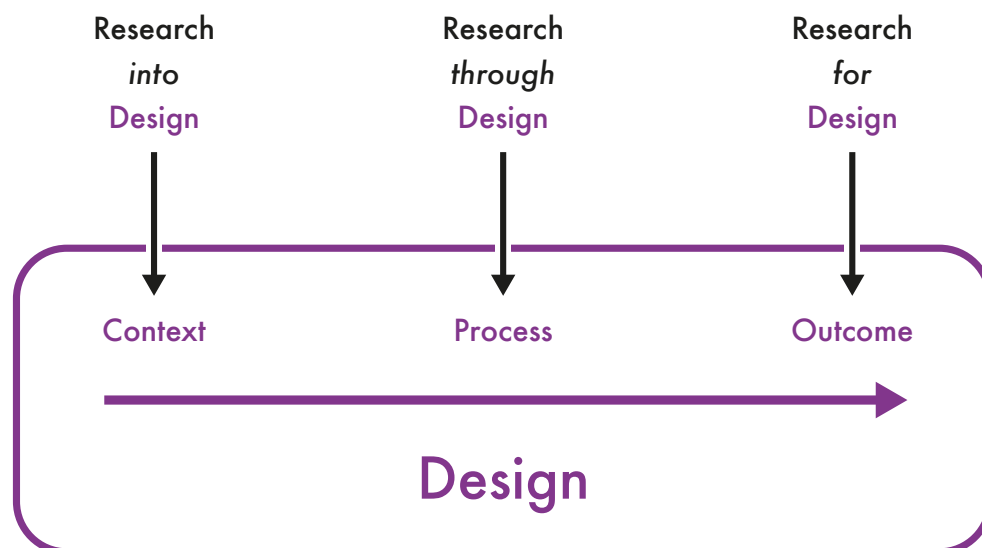 Research
into
Design
Research
through
Design
Research
for
Design
Context
Process
Outcome
Design